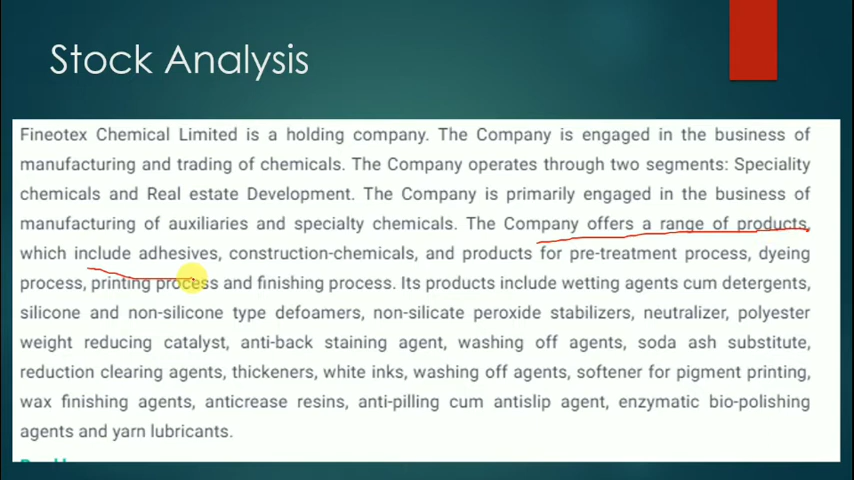 Stock Analysis
Fineotex Chemical Limited is a holding company. The Company is engaged in the business of
manufacturing and trading of chemicals. The Company operates through two segments: Speciality
chemicals and Real estate Development. The Company is primarily engaged in the business of
manufacturing of auxiliaries and specialty chemicals. The Company offers a range of products,
which include adhesives, construction-chemicals, and products for pre-treatment process, dyeing
process, printing process and finishing process. Its products include wetting agents cum detergents,
silicone and non-silicone type defoamers, non-silicate peroxide stabilizers, neutralizer, polyester
weight reducing catalyst, anti-back staining agent, washing off agents, soda ash substitute,
reduction clearing agents, thickeners, white inks, washing off agents, softener for pigment printing,
wax finishing agents, anticrease resins, anti-pilling cum antislip agent, enzymatic bio-polishing
agents and yarn lubricants.